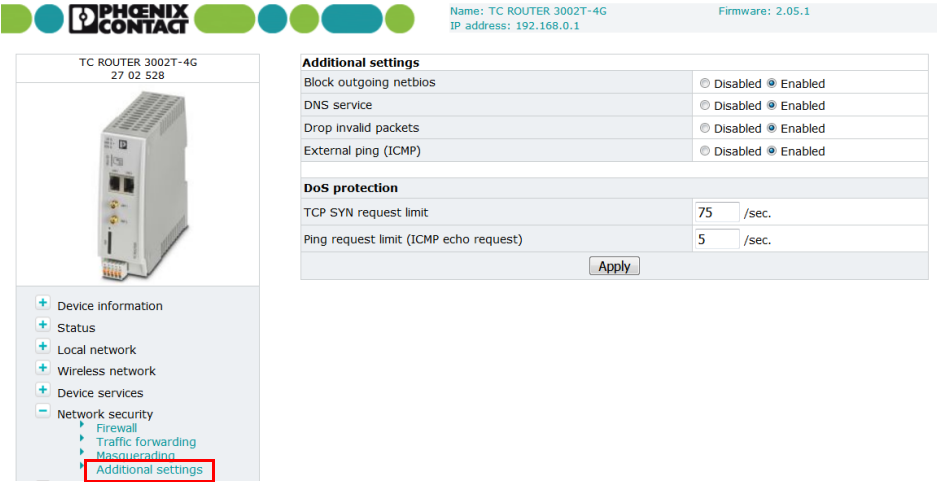 PHŒNIX
CONTACT
Name: TC ROUTER 3002T-4G
IP address: 192.168.0.1
Firmware: 2.05.1
TC ROUTER 3002T-4G
27 02 528
Device information
Status
Local network
Wireless network
Device services
Network security
Firewall
Traffic forwarding
Masquerading
Additional settings
Additional settings
Block outgoing netbios Disabled Enabled
DNS service Disabled Enabled
Drop invalid packets Disabled Enabled
External ping (ICMP) Disabled Enabled
DoS protection
TCP SYN request limit 75 /sec.
Ping request limit (ICMP echo request) 5 /sec.
Apply